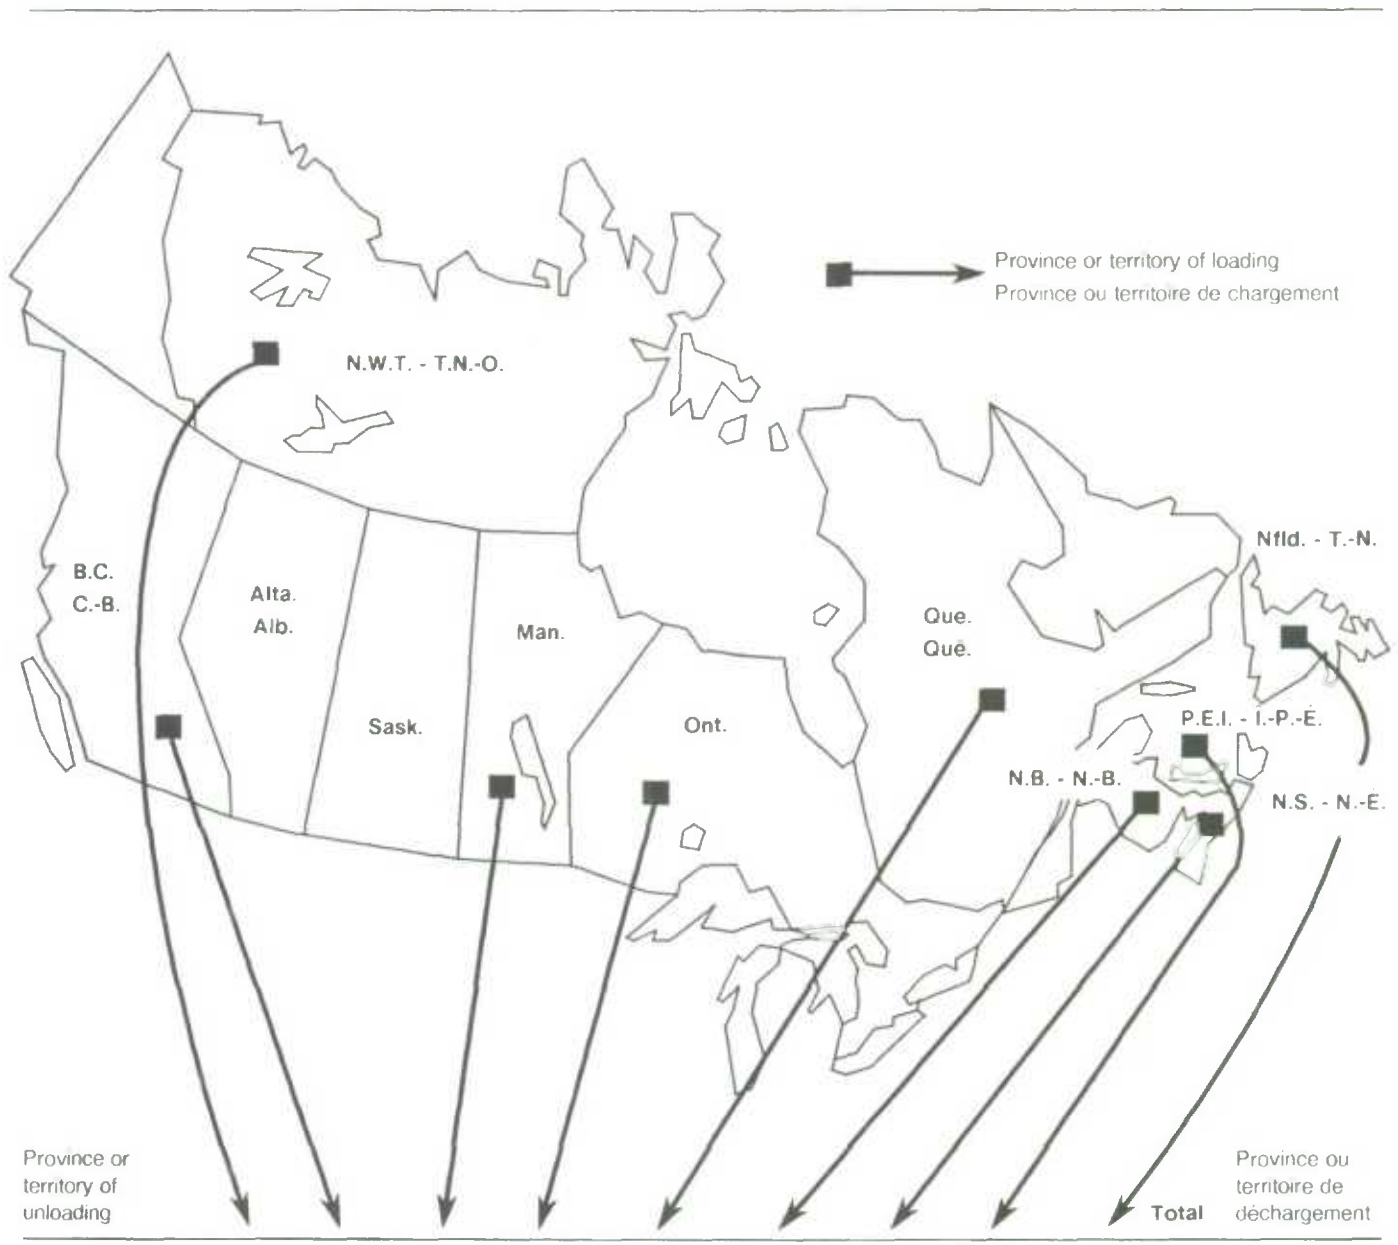 Province or territory of loading
Province ou territoire de chargement
N.W.T. - T.N.-O.
Nfld. - T.-N.
B.C.
C.-B.
Alta.
Alb.
Man.
Que.
Qué.
Sask.
Ont.
P.E.I. - I.-P.-É.
N.B. - N.-B.
N.S. - N.-É.
Province or
territory of
unloading
Total
Province ou
territoire de
déchargement